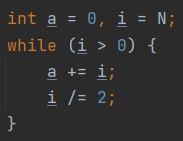 int a = 0, i = N;
while (i > 0) {
    a += i;
    i /= 2;
}